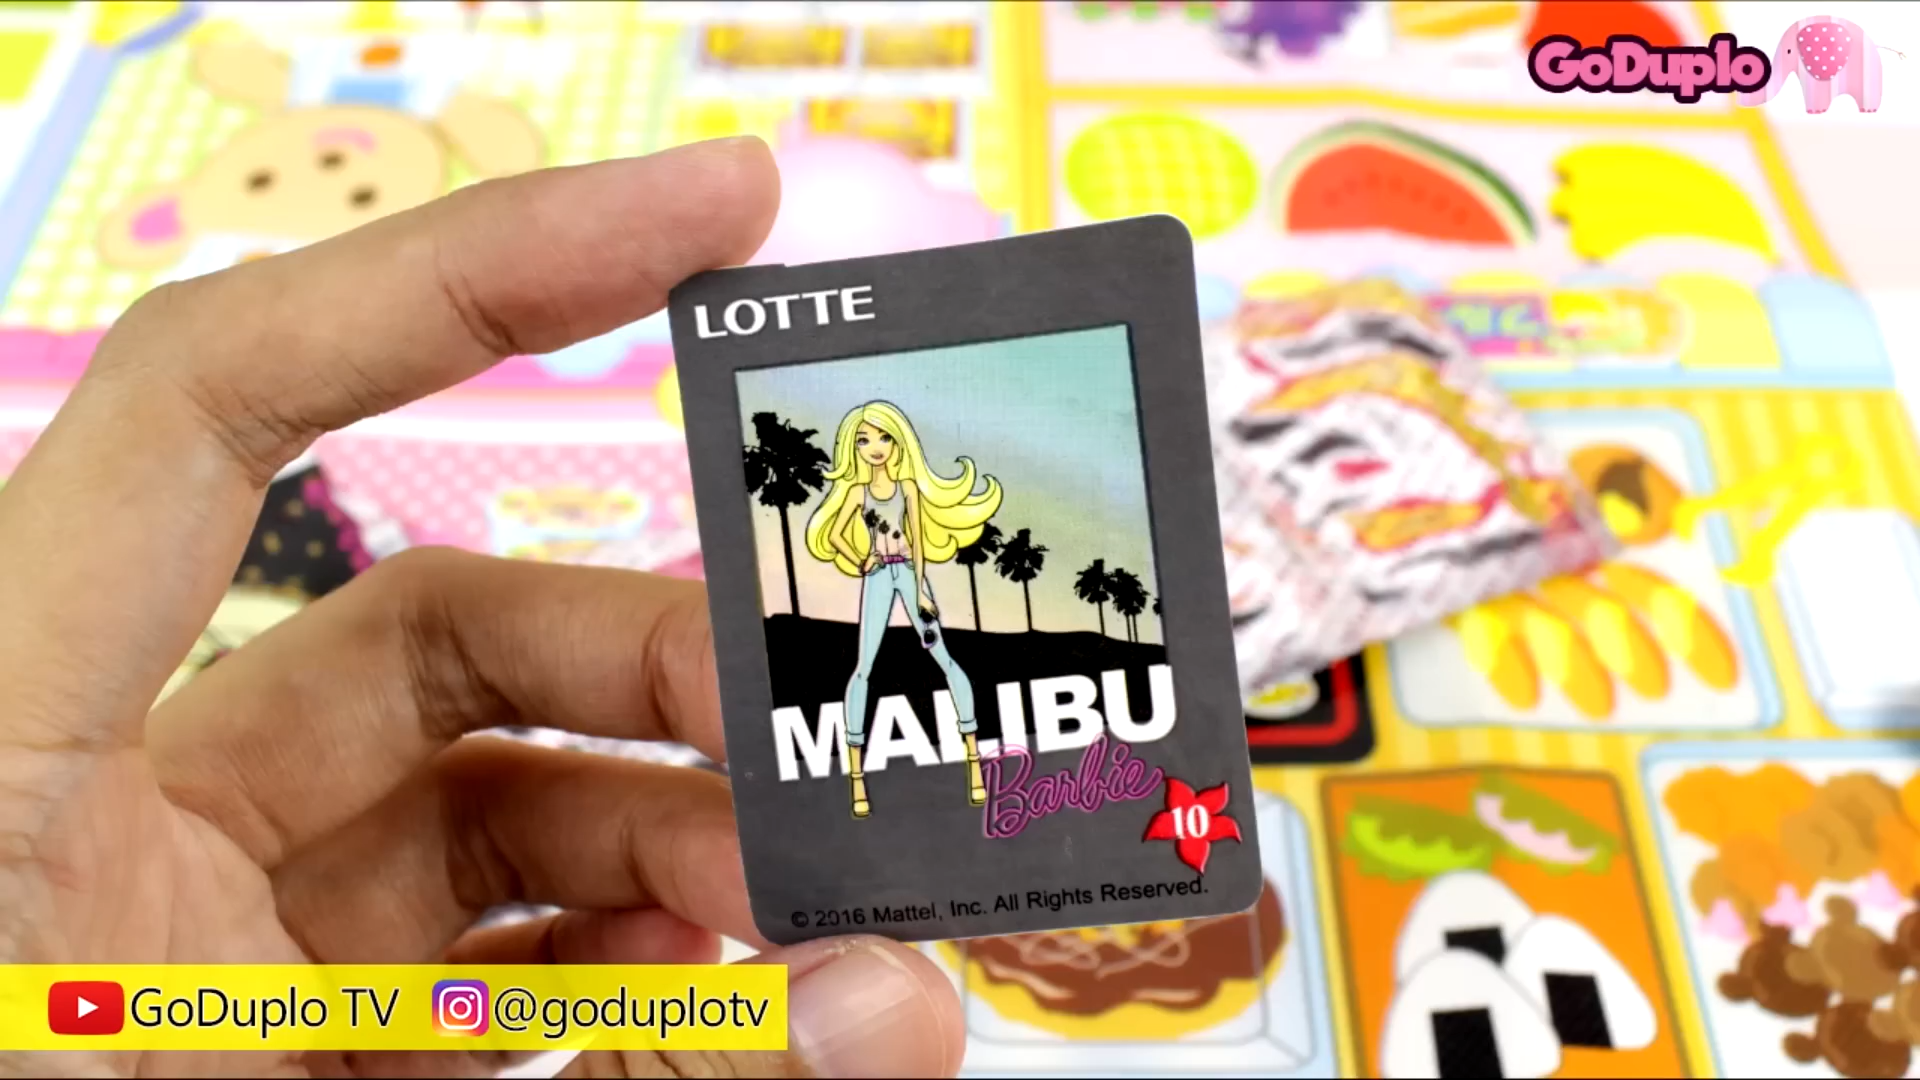 GoDuplo
LOTTE
MALIBU
Barbie
10
© 2016 Mattel, Inc. All Rights Reserved.
GoDuplo TV @goduplotv